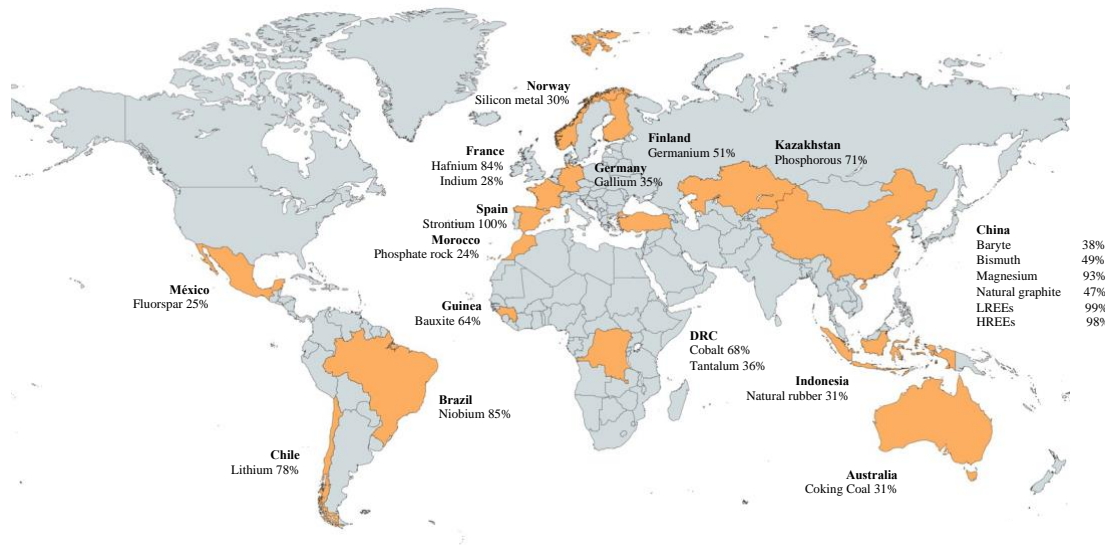 Norway
Silicon metal 30%
France
Hafnium 84%
Indium 28%
Finland
Germanium 51%
Germany
Gallium 35%
Kazakhstan
Phosphorous 71%
Spain
Strontium 100%
Morocco
Phosphate rock 24%
China
Baryte 38%
Bismuth 49%
Magnesium 93%
Natural graphite 47%
LREEs 99%
HREEs 98%
México
Fluorspar 25%
Guinea
Bauxite 64%
DRC
Cobalt 68%
Tantalum 36%
Indonesia
Natural rubber 31%
Brazil
Niobium 85%
Chile
Lithium 78%
Australia
Coking Coal 31%